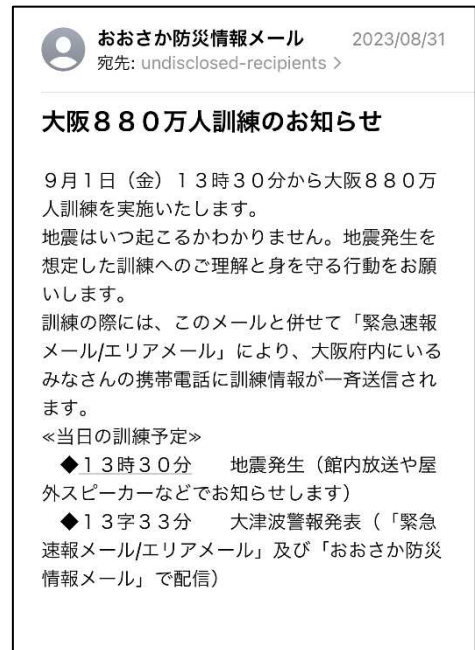 おおさか防災情報メール 2023/08/31
宛先: undisclosed-recipients >
大阪８８０万人訓練のお知らせ
９月１日（金）１３時３０分から大阪８８０万
人訓練を実施いたします。
地震はいつ起こるかわかりません。地震発生を
想定した訓練へのご理解と身を守る行動をお願
いします。
訓練の際には、このメールと併せて「緊急速報
メール/エリアメール」により、大阪府内にいる
みなさんの携帯電話に訓練情報が一斉送信され
ます。
≪当日の訓練予定≫
◆１３時３０分　地震発生（館内放送や屋
外スピーカーなどでお知らせします）
◆１３字３３分　大津波警報発表（「緊急
速報メール/エリアメール」及び「おおさか防災
情報メール」で配信）